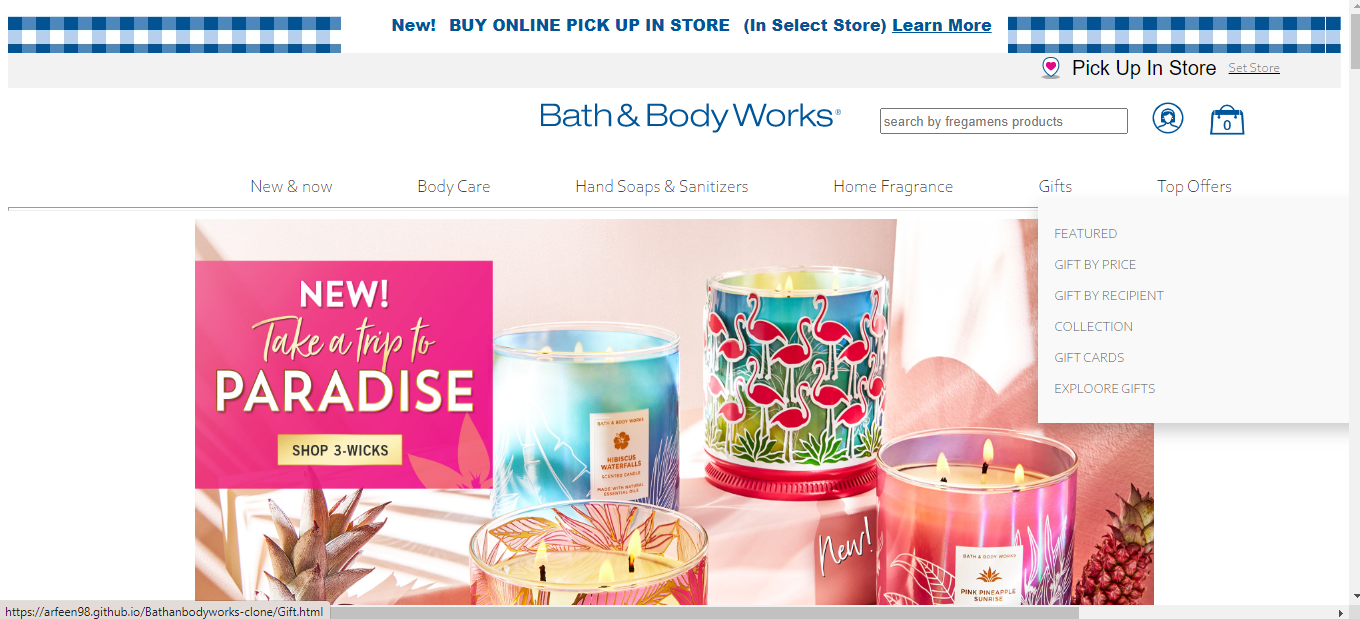 New! BUY ONLINE PICK UP IN STORE (In Select Store) Learn More
Pick Up In Store Set Store
Bath & Body Works®
search by fregamens products
0
New & now Body Care Hand Soaps & Sanitizers Home Fragrance Gifts Top Offers
FEATURED
GIFT BY PRICE
GIFT BY RECIPIENT
COLLECTION
GIFT CARDS
EXPLOORE GIFTS
NEW!
Take a trip to
PARADISE
SHOP 3-WICKS
BATH & BODY WORKS
HIBISCUS
WATERFALLS
SCENTED CANDLE
MADE WITH NATURAL
ESSENTIAL OILS
New!
BATH & BODY WORKS
PINK PINEAPPLE
SUNRISE
https://arfeen98.github.io/Bathanbodyworks-clone/Gift.html